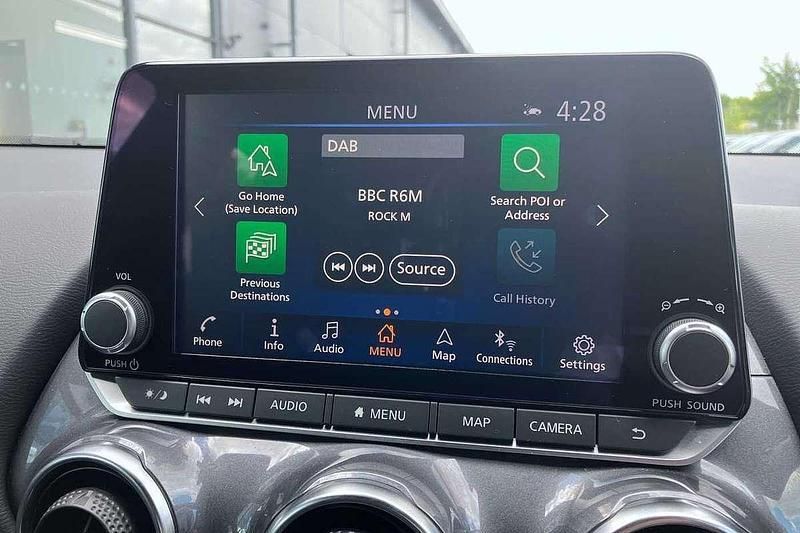 MENU
4:28
DAB
Go Home
(Save Location)
BBC R6M
ROCK M
Search POI or
Address
Previous
Destinations
Source
Call History
Phone
Info
Audio
MENU
Map
Connections
Settings
VOL
PUSH
PUSH SOUND
AUDIO
MENU
MAP
CAMERA